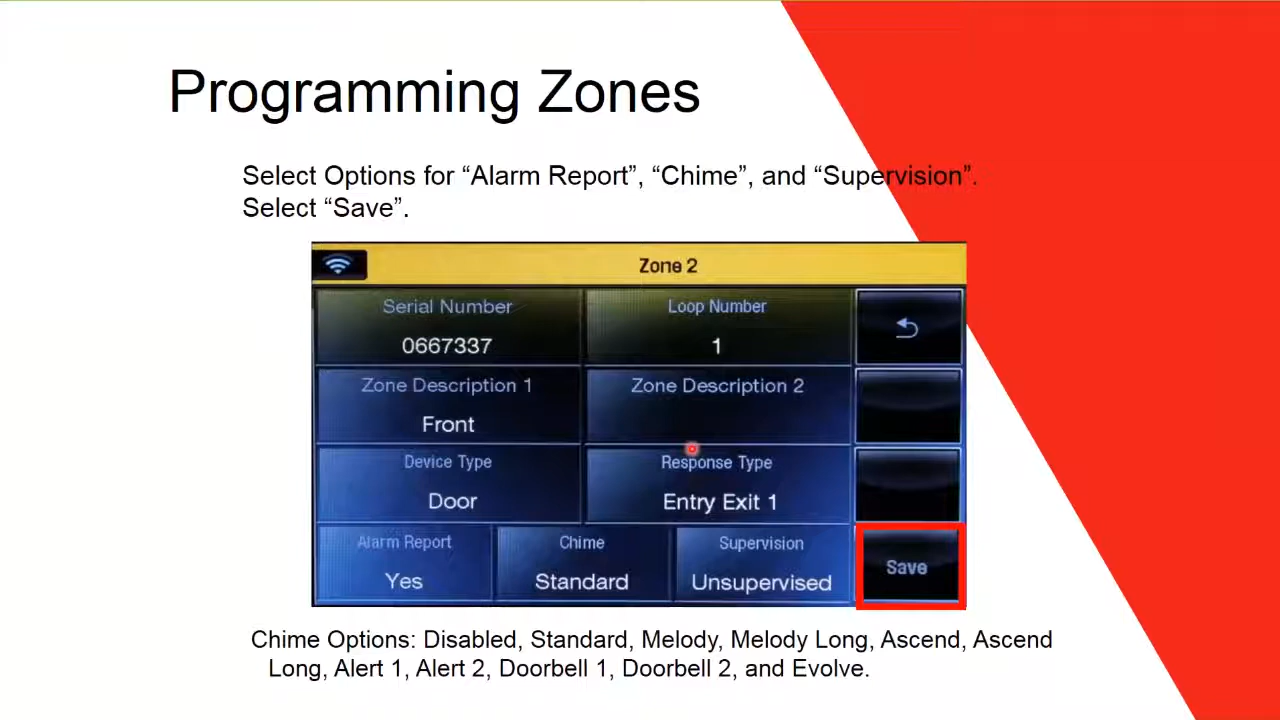 Programming Zones
Select Options for “Alarm Report”, “Chime”, and “Supervision”.
Select “Save”.
Zone 2
Serial Number
0667337
Loop Number
1
Zone Description 1
Front
Zone Description 2
Device Type
Door
Response Type
Entry Exit 1
Alarm Report
Yes
Chime
Standard
Supervision
Unsupervised
Save
Chime Options: Disabled, Standard, Melody, Melody Long, Ascend, Ascend
Long, Alert 1, Alert 2, Doorbell 1, Doorbell 2, and Evolve.